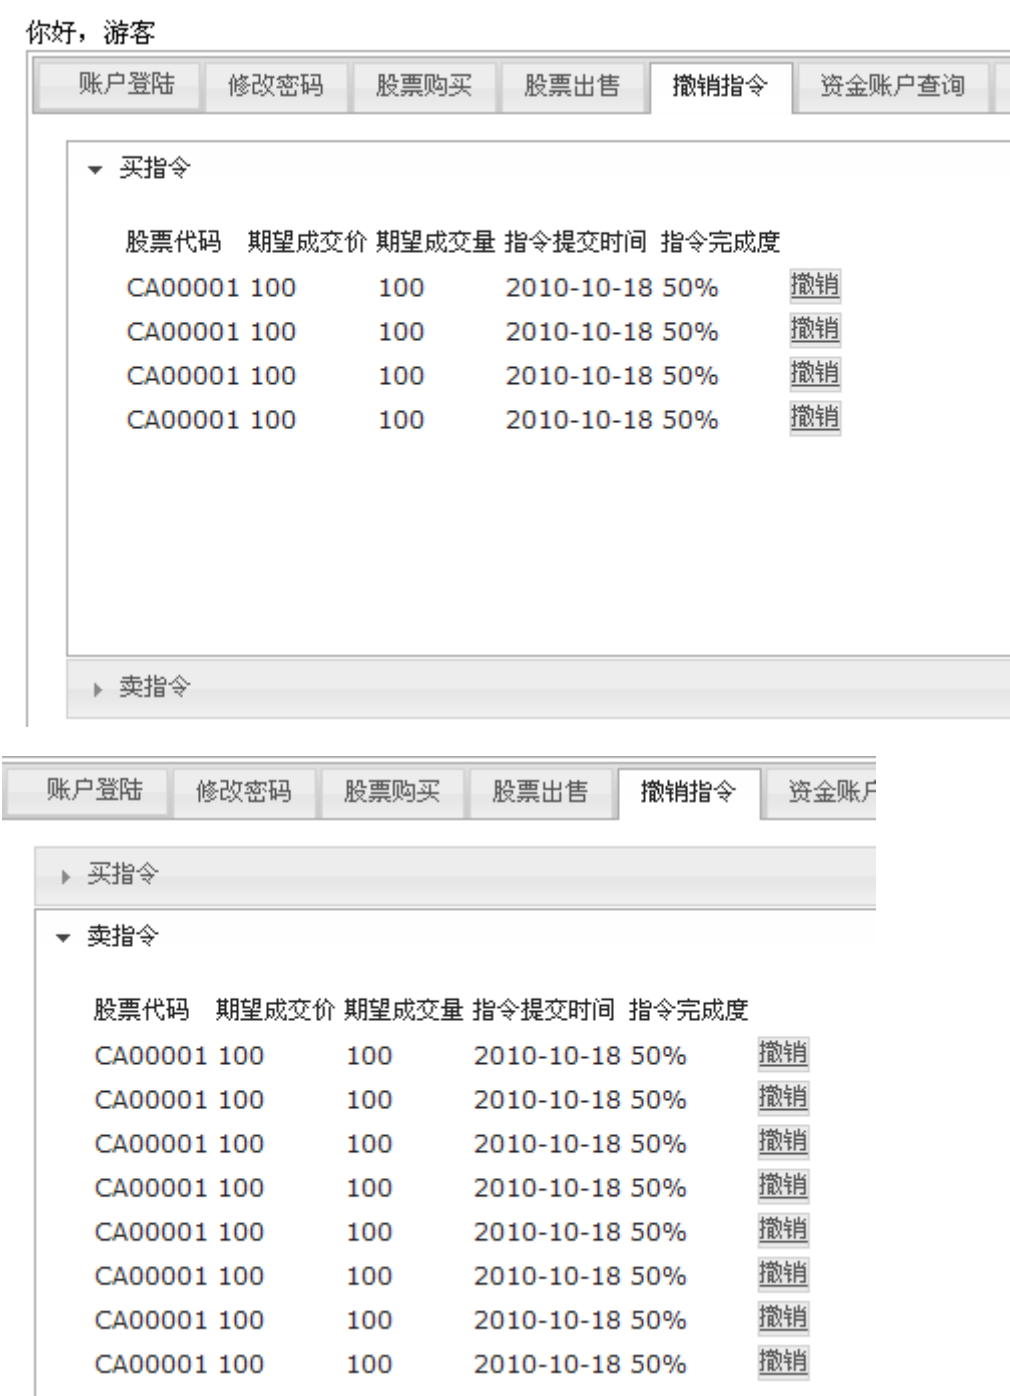 你好，游客
账户登陆 修改密码 股票购买 股票出售 撤销指令 资金账户查询
买指令
股票代码 期望成交价 期望成交量 指令提交时间 指令完成度
CA00001 100 100 2010-10-18 50% 撤销
CA00001 100 100 2010-10-18 50% 撤销
CA00001 100 100 2010-10-18 50% 撤销
CA00001 100 100 2010-10-18 50% 撤销
卖指令
账户登陆 修改密码 股票购买 股票出售 撤销指令 资金账户
买指令
卖指令
股票代码 期望成交价 期望成交量 指令提交时间 指令完成度
CA00001 100 100 2010-10-18 50% 撤销
CA00001 100 100 2010-10-18 50% 撤销
CA00001 100 100 2010-10-18 50% 撤销
CA00001 100 100 2010-10-18 50% 撤销
CA00001 100 100 2010-10-18 50% 撤销
CA00001 100 100 2010-10-18 50% 撤销
CA00001 100 100 2010-10-18 50% 撤销
CA00001 100 100 2010-10-18 50% 撤销